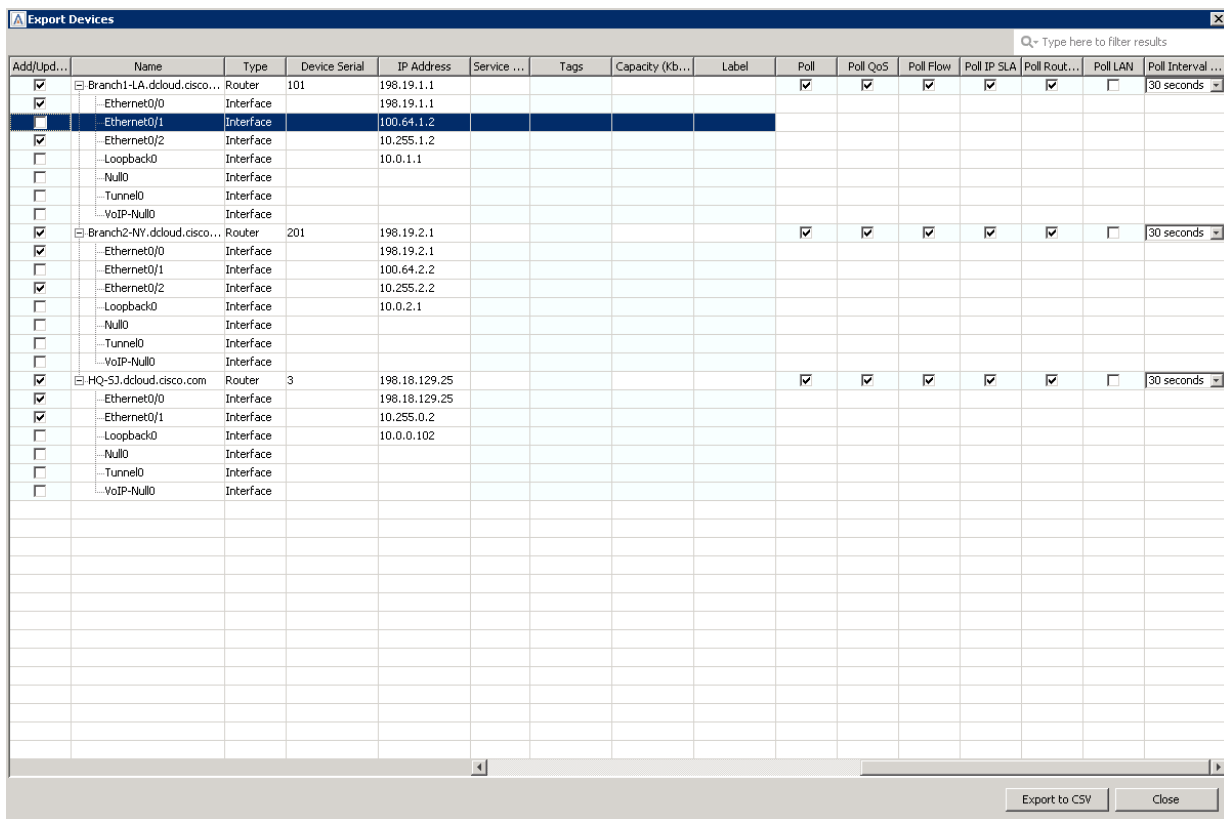 Export Devices
Type here to filter results
Add/Upd... Name Type Device Serial IP Address Service ... Tags Capacity (Kb... Label Poll Poll QoS Poll Flow Poll IP SLA Poll Rout... Poll LAN Poll Interval ...
Branch1-LA.dcloud.cisco... Router 101 198.19.1.1 30 seconds
Ethernet0/0 Interface 198.19.1.1
Ethernet0/1 Interface 100.64.1.2
Ethernet0/2 Interface 10.255.1.2
Loopback0 Interface 10.0.1.1
Null0 Interface
Tunnel0 Interface
VoIP-Null0 Interface
Branch2-NY.dcloud.cisco... Router 201 198.19.2.1 30 seconds
Ethernet0/0 Interface 198.19.2.1
Ethernet0/1 Interface 100.64.2.2
Ethernet0/2 Interface 10.255.2.2
Loopback0 Interface 10.0.2.1
Null0 Interface
Tunnel0 Interface
VoIP-Null0 Interface
HQ-SJ.dcloud.cisco.com Router 3 198.18.129.25 30 seconds
Ethernet0/0 Interface 198.18.129.25
Ethernet0/1 Interface 10.255.0.2
Loopback0 Interface 10.0.0.102
Null0 Interface
Tunnel0 Interface
VoIP-Null0 Interface
Export to CSV Close